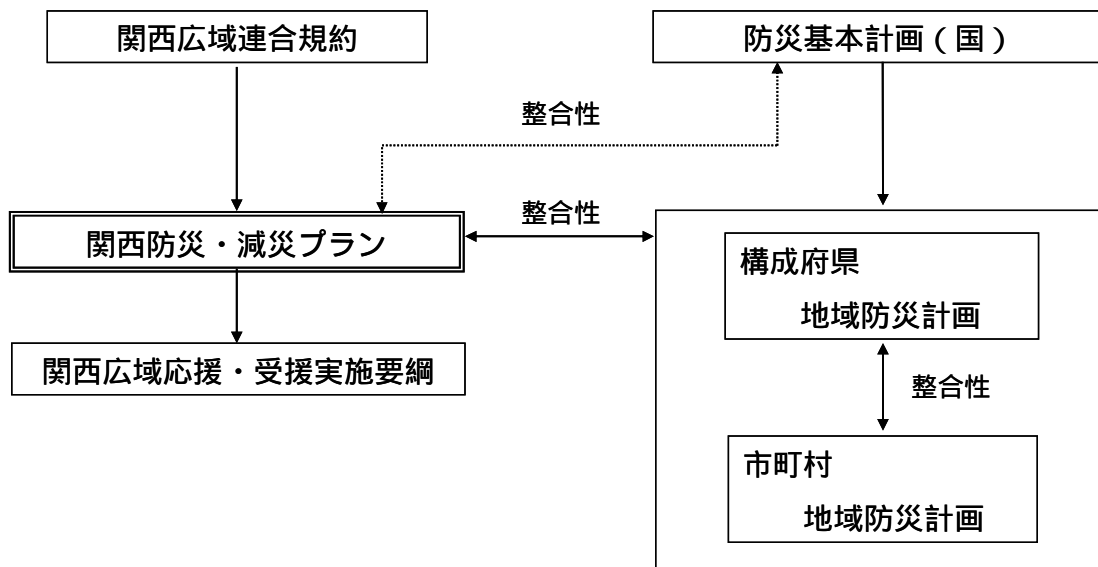 関西広域連合規約
防災基本計画(国)
整合性
整合性
関西防災・減災プラン
構成府県
地域防災計画
関西広域応援・受援実施要綱
整合性
市町村
地域防災計画